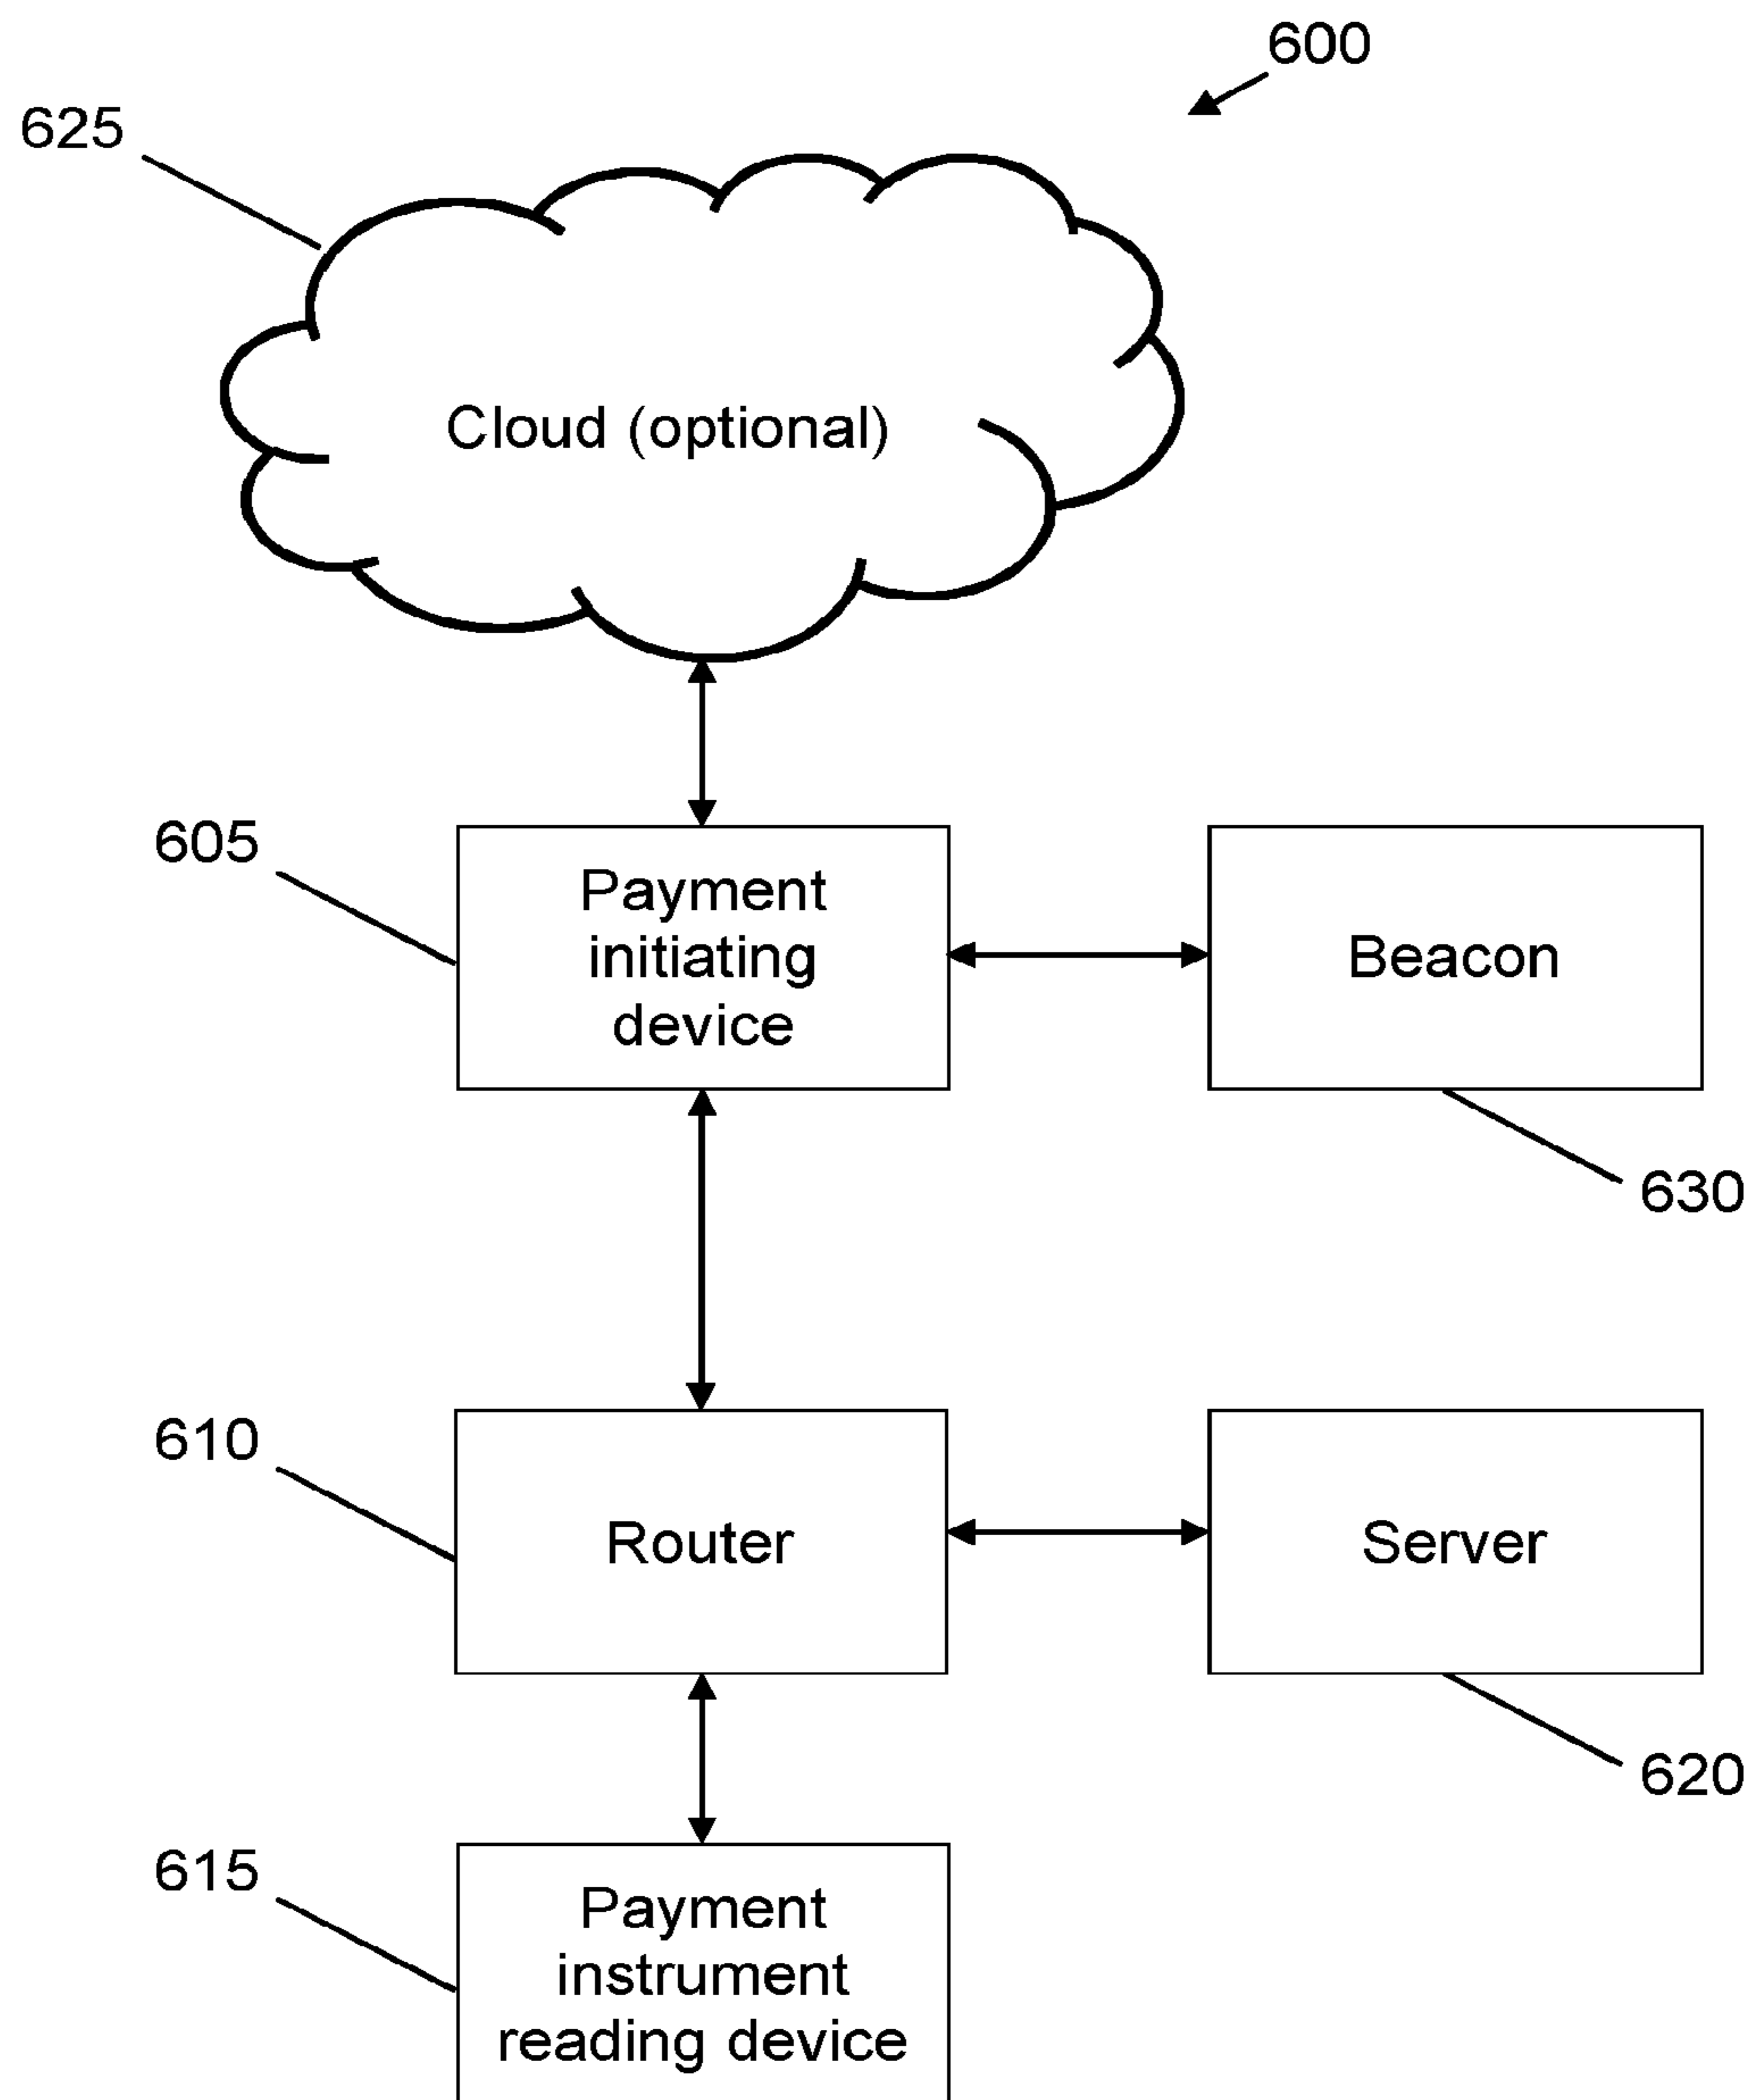 600
625
Cloud (optional)
605
Payment
initiating
device
Beacon
630
610
Router
Server
620
615
Payment
instrument
reading device